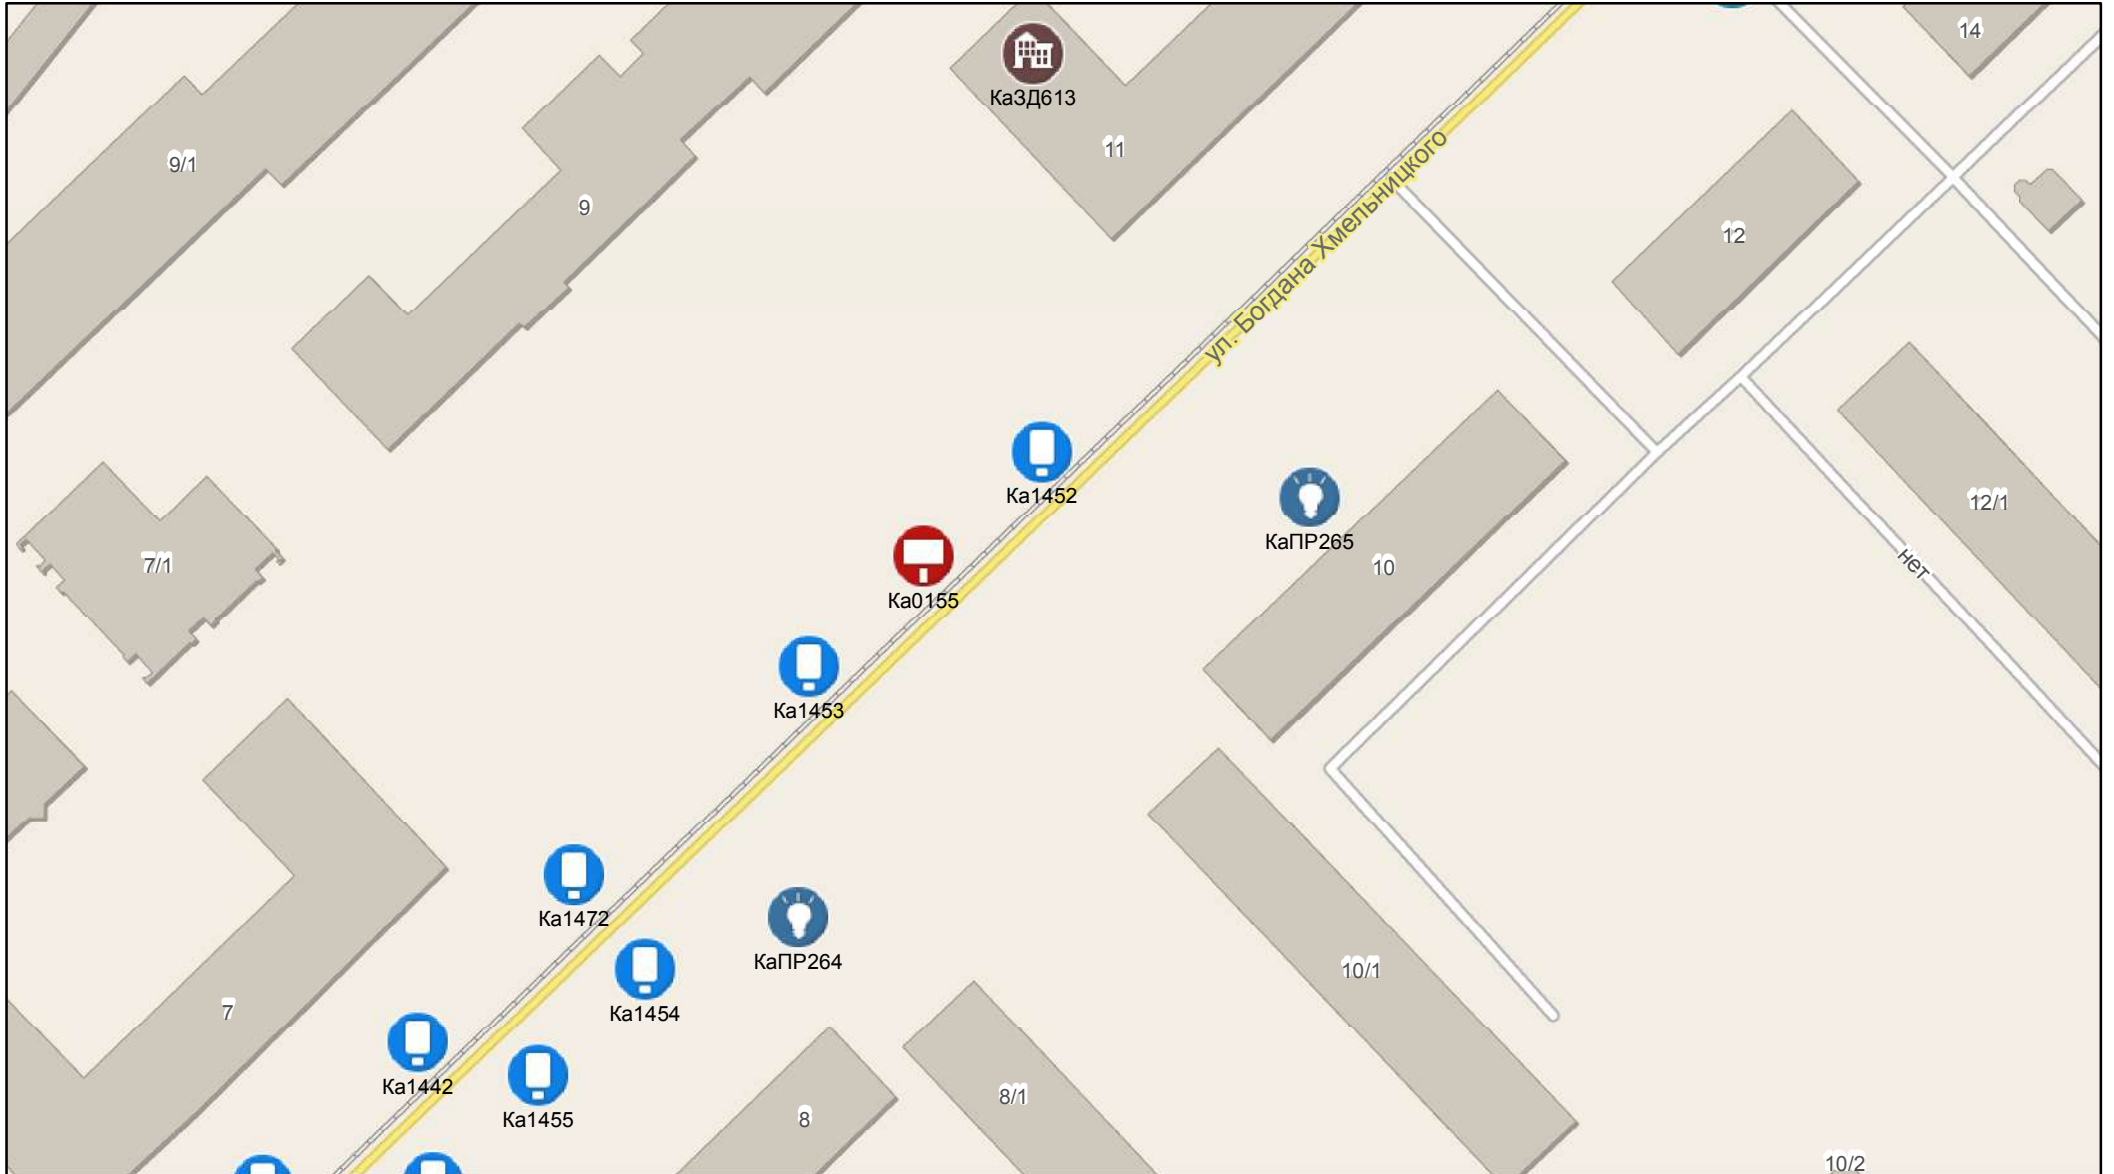 14
КаЗД613
11
9/1
9
ул. Богдана Хмельницкого
12
Ка1452
12/1
КаПР265
10
7/1
нет
Ка0155
Ка1453
Ка1472
КаПР264
10/1
7
Ка1454
Ка1442
8/1
Ка1455
8
10/2